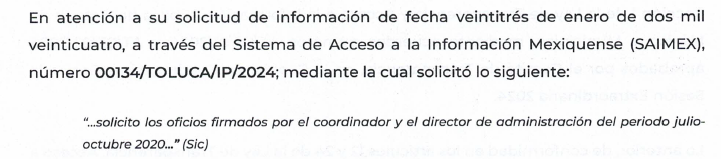 En atención a su solicitud de información de fecha veintitrés de enero de dos mil
veinticuatro, a través del Sistema de Acceso a la Información Mexiquense (SAIMEX),
número 00134/TOLUCA/IP/2024; mediante la cual solicitó lo siguiente:
"...solicito los oficios firmados por el coordinador y el director de administración del periodo julio-
octubre 2020..." (Sic)